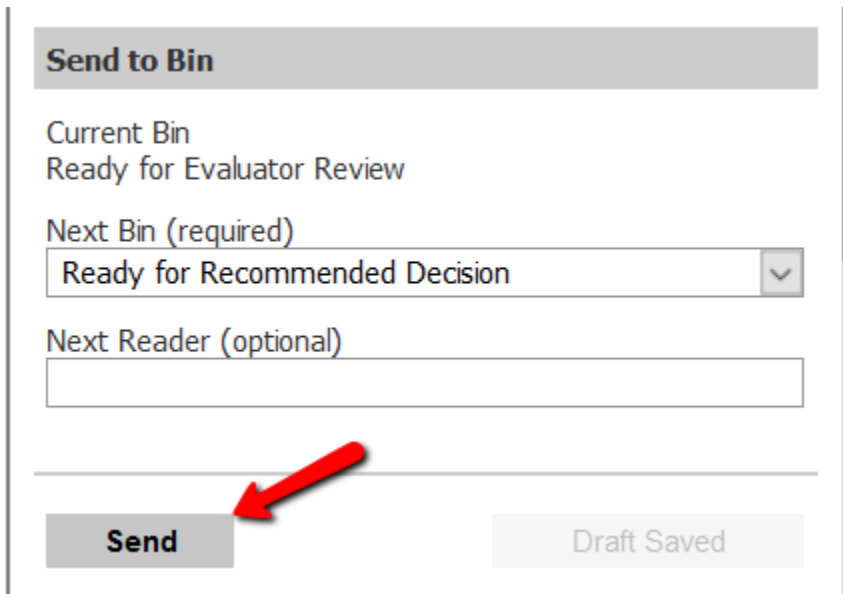 Send to Bin
Current Bin
Ready for Evaluator Review
Next Bin (required)
Ready for Recommended Decision
Next Reader (optional)
Send
Draft Saved